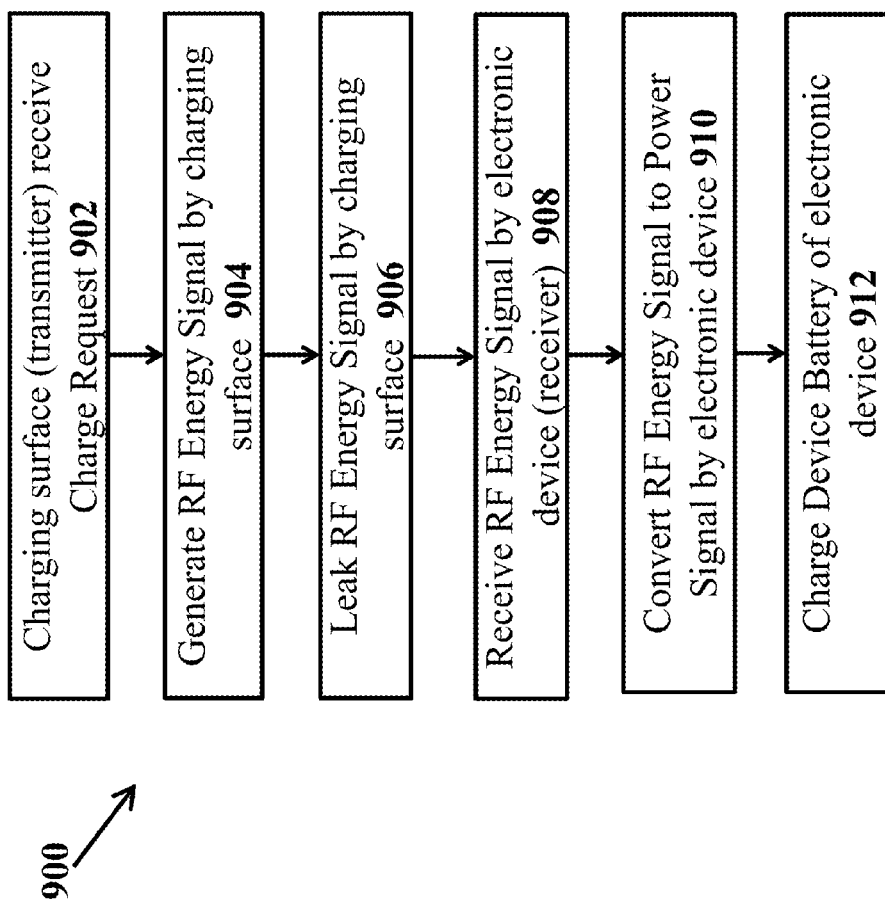 900
Charging surface (transmitter) receive
Charge Request 902
Generate RF Energy Signal by charging
surface 904
Leak RF Energy Signal by charging
surface 906
Receive RF Energy Signal by electronic
device (receiver) 908
Convert RF Energy Signal to Power
Signal by electronic device 910
Charge Device Battery of electronic
device 912